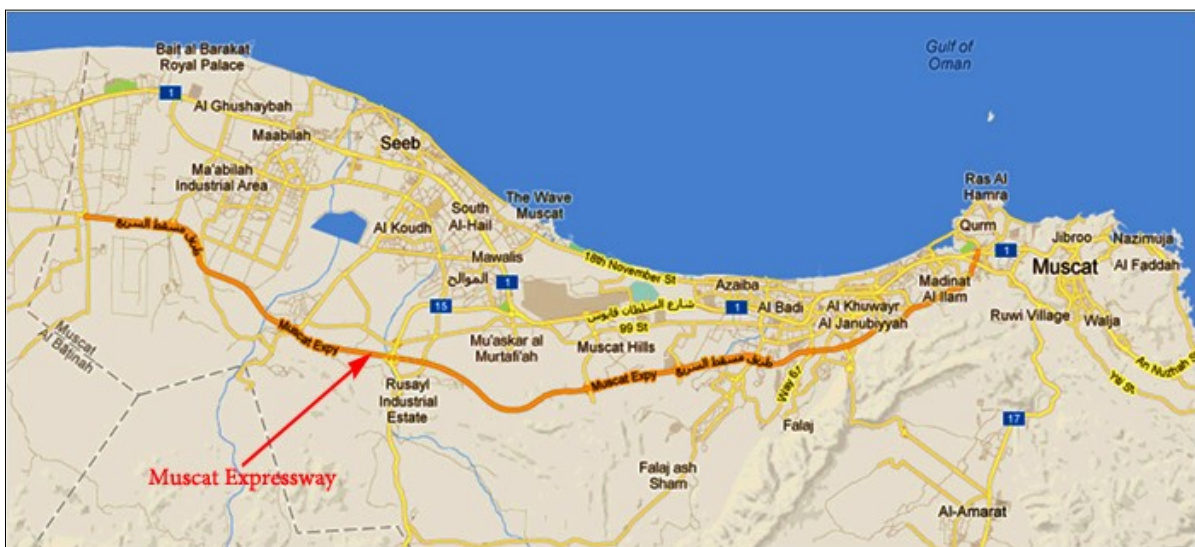 Bait al Barakat
Royal Palace
1
Al Ghushaybah
Maabilah
Seeb
Ma'abilah
Industrial Area
Gulf of
Oman
The Wave
Muscat
South
Al-Hail
Al Koudh
Mawalis
الموالح
1
15
طريق مسقط السريع
Muscat Expy
18th November St
Azaiba
شارع السلطان قابوس
1
Al Badi
99 St
Mu'askar al
Murtafi'ah
Muscat Hills
Al Khuwayr
Al Janubiyyah
Ras Al
Hamra
Qurm
1
Jibroo
Nazimuja
Muscat
Al Faddah
Madinat
Al Ilam
Ruwi Village
Walja
An Nuzhah S
Yiti St
17
Muscat
Al Batinah
Rusayl
Industrial
Estate
Muscat Expy
طريق مسقط السريع
Way 67
Falaj
Falaj ash
Sham
Al-Amarat
Muscat Expressway